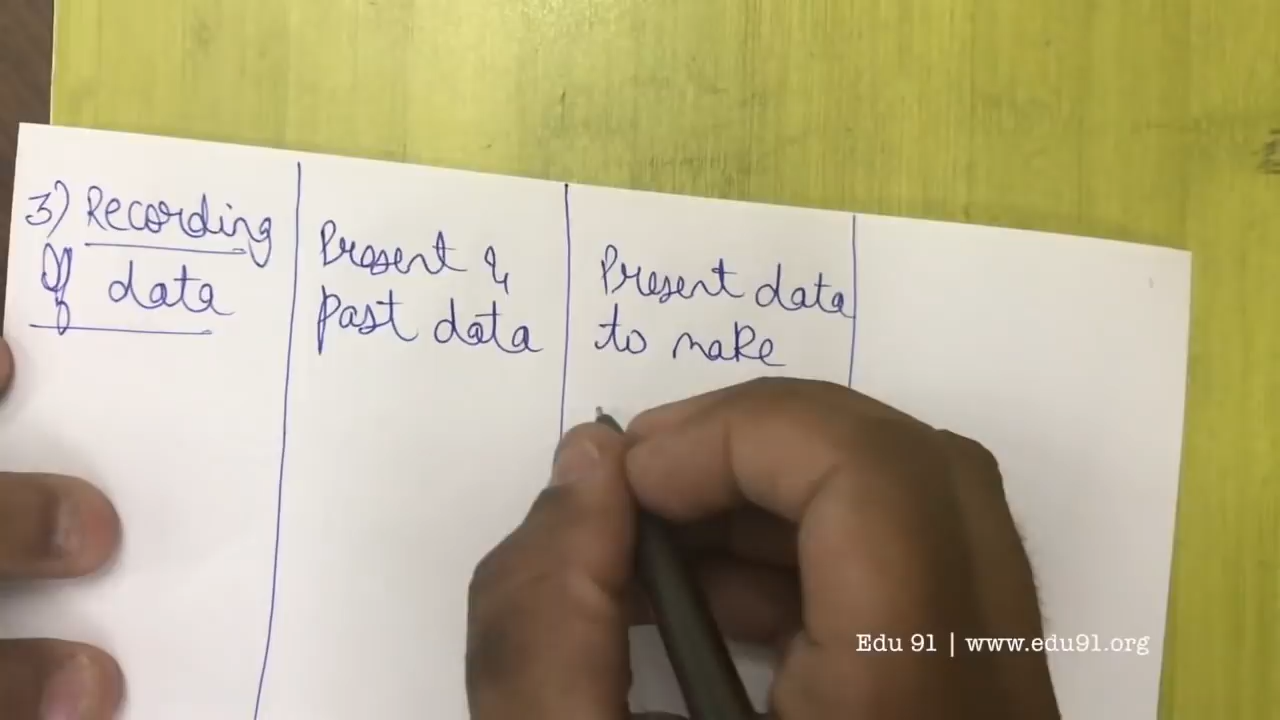 3) Recording
of data
Present &
past data
Present data
to make
Edu 91 | www.edu91.org